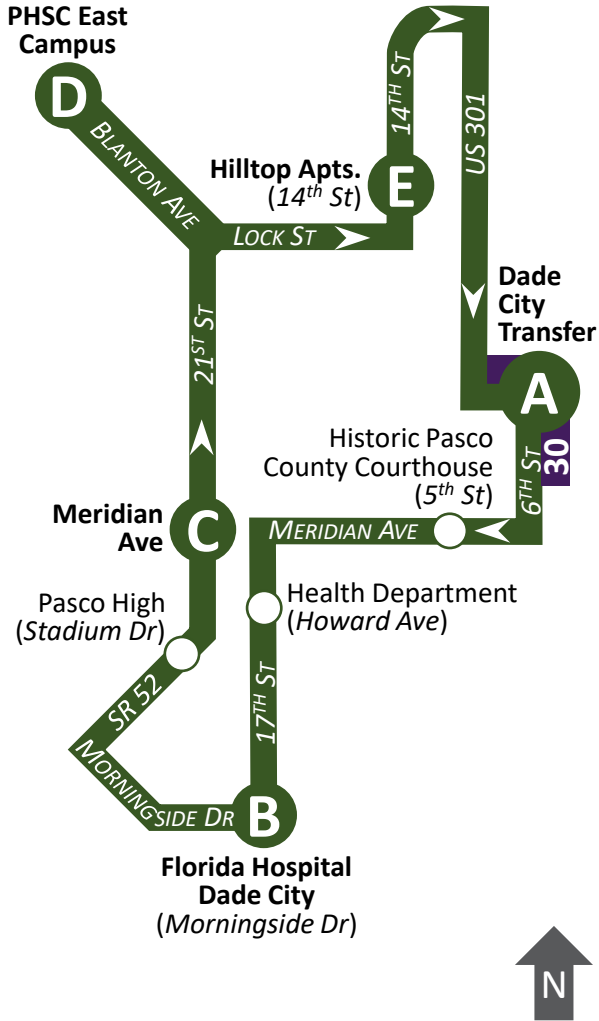 PHSC East
Campus
D
BLANTON AVE
14TH ST
US 301
Hilltop Apts.
(14th St)
E
LOCK ST
Dade
City
Transfer
A
21ST ST
30
6TH ST
Historic Pasco
County Courthouse
(5th St)
MERIDIAN AVE
Meridian
Ave
C
Health Department
(Howard Ave)
Pasco High
(Stadium Dr)
SR 52
17TH ST
MORNINGSIDE DR
B
Florida Hospital
Dade City
(Morningside Dr)
N